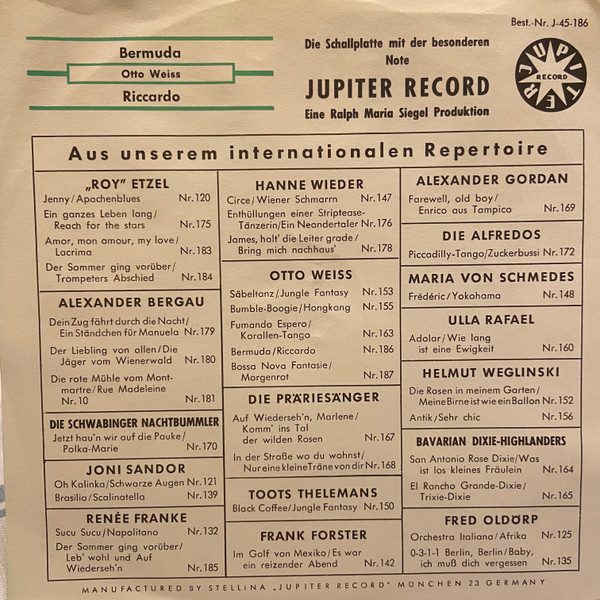 Best.-Nr. J-45-186
Bermuda
Otto Weiss
Riccardo
Die Schallplatte mit der besonderen
Note
JUPITER RECORD
Eine Ralph Maria Siegel Produktion
JUPITER
RECORD
Aus unserem internationalen Repertoire
„ROY" ETZEL
Jenny/Apachenblues Nr. 120
Ein ganzes Leben lang/
Reach for the stars Nr. 175
Amor, mon amour, my love/
Lacrima Nr. 183
Der Sommer ging vorüber/
Trompeters Abschied Nr. 184
ALEXANDER BERGAU
Dein Zug fährt durch die Nacht/
Ein Ständchen für Manuela Nr. 179
Der Liebling von allen/Die
Jäger vom Wienerwald Nr. 180
Die rote Mühle vom Mont-
martre/Rue Madeleine
Nr. 10 Nr. 181
DIE SCHWABINGER NACHTBUMMLER
Jetzt hau'n wir auf die Pauke/
Polka-Marie Nr. 170
JONI SANDOR
Oh Kalinka/Schwarze Augen Nr. 121
Brasilia/Scalinatella Nr. 139
RENÈE FRANKE
Sucu Sucu/Napolitano Nr. 132
Der Sommer ging vorüber/
Leb' wohl und Auf
Wiederseh'n Nr. 185
HANNE WIEDER
Circe/Wiener Schmarrn Nr. 147
Enthüllungen einer Striptease-
Tänzerin/Ein Neandertaler Nr. 176
James, halt' die Leiter grade/
Bring mich nachhaus' Nr. 178
OTTO WEISS
Säbeltanz/Jungle Fantasy Nr. 153
Bumble-Boogie/Hongkong Nr. 155
Fumando Espero/
Korallen-Tango Nr. 163
Bermuda/Riccardo Nr. 186
Bossa Nova Fantasie/
Morgenrot Nr. 187
DIE PRÄRIESÄNGER
Auf Wiederseh'n, Marlene/
Komm' ins Tal
der wilden Rosen Nr. 167
In der Straße wo du wohnst/
Nur eine kleine Träne von dir Nr. 168
TOOTS THELEMANS
Black Coffee/Jungle Fantasy Nr. 150
FRANK FORSTER
Im Golf von Mexiko/Es war
ein reizender Abend Nr. 142
ALEXANDER GORDAN
Farewell, old boy/
Enrico aus Tampico Nr. 169
DIE ALFREDOS
Piccadilly-Tango/Zuckerbussi Nr. 172
MARIA VON SCHMEDES
Frédéric/Yokohama Nr. 148
ULLA RAFAEL
Adolar/Wie lang
ist eine Ewigkeit Nr. 160
HELMUT WEGLINSKI
Die Rosen in meinem Garten/
Meine Birne ist wie ein Ballon Nr. 152
Antik/Sehr chic Nr. 156
BAVARIAN DIXIE-HIGHLANDERS
San Antonio Rose Dixie/Was
ist los kleines Fräulein Nr. 164
El Rancho Grande-Dixie/
Trixie-Dixie Nr. 165
FRED OLDÖRP
Orchestra Italiana/Afrika Nr. 125
0-3-1-1 Berlin, Berlin/Baby,
ich muß dich vergessen Nr. 135
MANUFACTURED BY STELLINA „JUPITER RECORD" MÜNCHEN 23 GERMANY